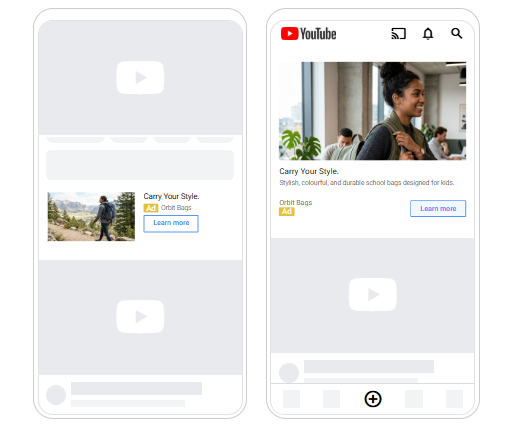 Carry Your Style.
Ad Orbit Bags
Learn more
YouTube
Carry Your Style.
Stylish, colourful, and durable school bags designed for kids.
Orbit Bags
Ad
Learn more